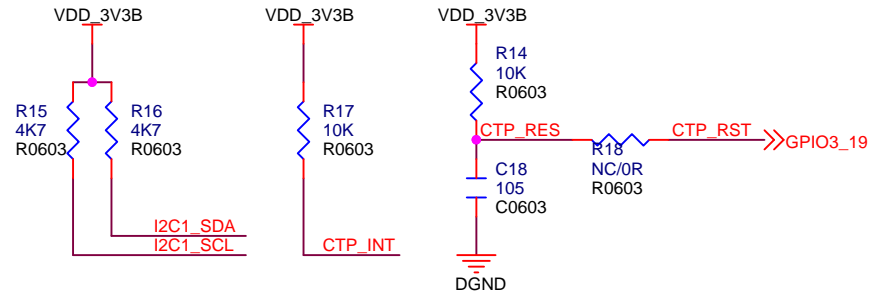 VDD_3V3B
R15
4K7
R0603
R16
4K7
R0603
I2C1_SDA
I2C1_SCL
VDD_3V3B
R17
10K
R0603
CTP_INT
VDD_3V3B
R14
10K
R0603
CTP_RES
CTP_RST
GPIO3_19
R18
NC/0R
R0603
C18
105
C0603
DGND